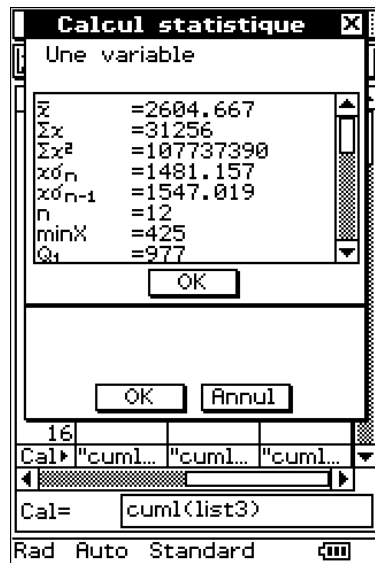 Calcul statistique
Une variable
x̄ =2604.667
Σx =31256
Σx² =107737390
xσn =1481.157
xσn-1 =1547.019
n =12
minX =425
Q₁ =977
OK
OK Annul
16
Cal "cuml... "cuml... "cuml...
Cal= cuml(list3)
Rad Auto Standard